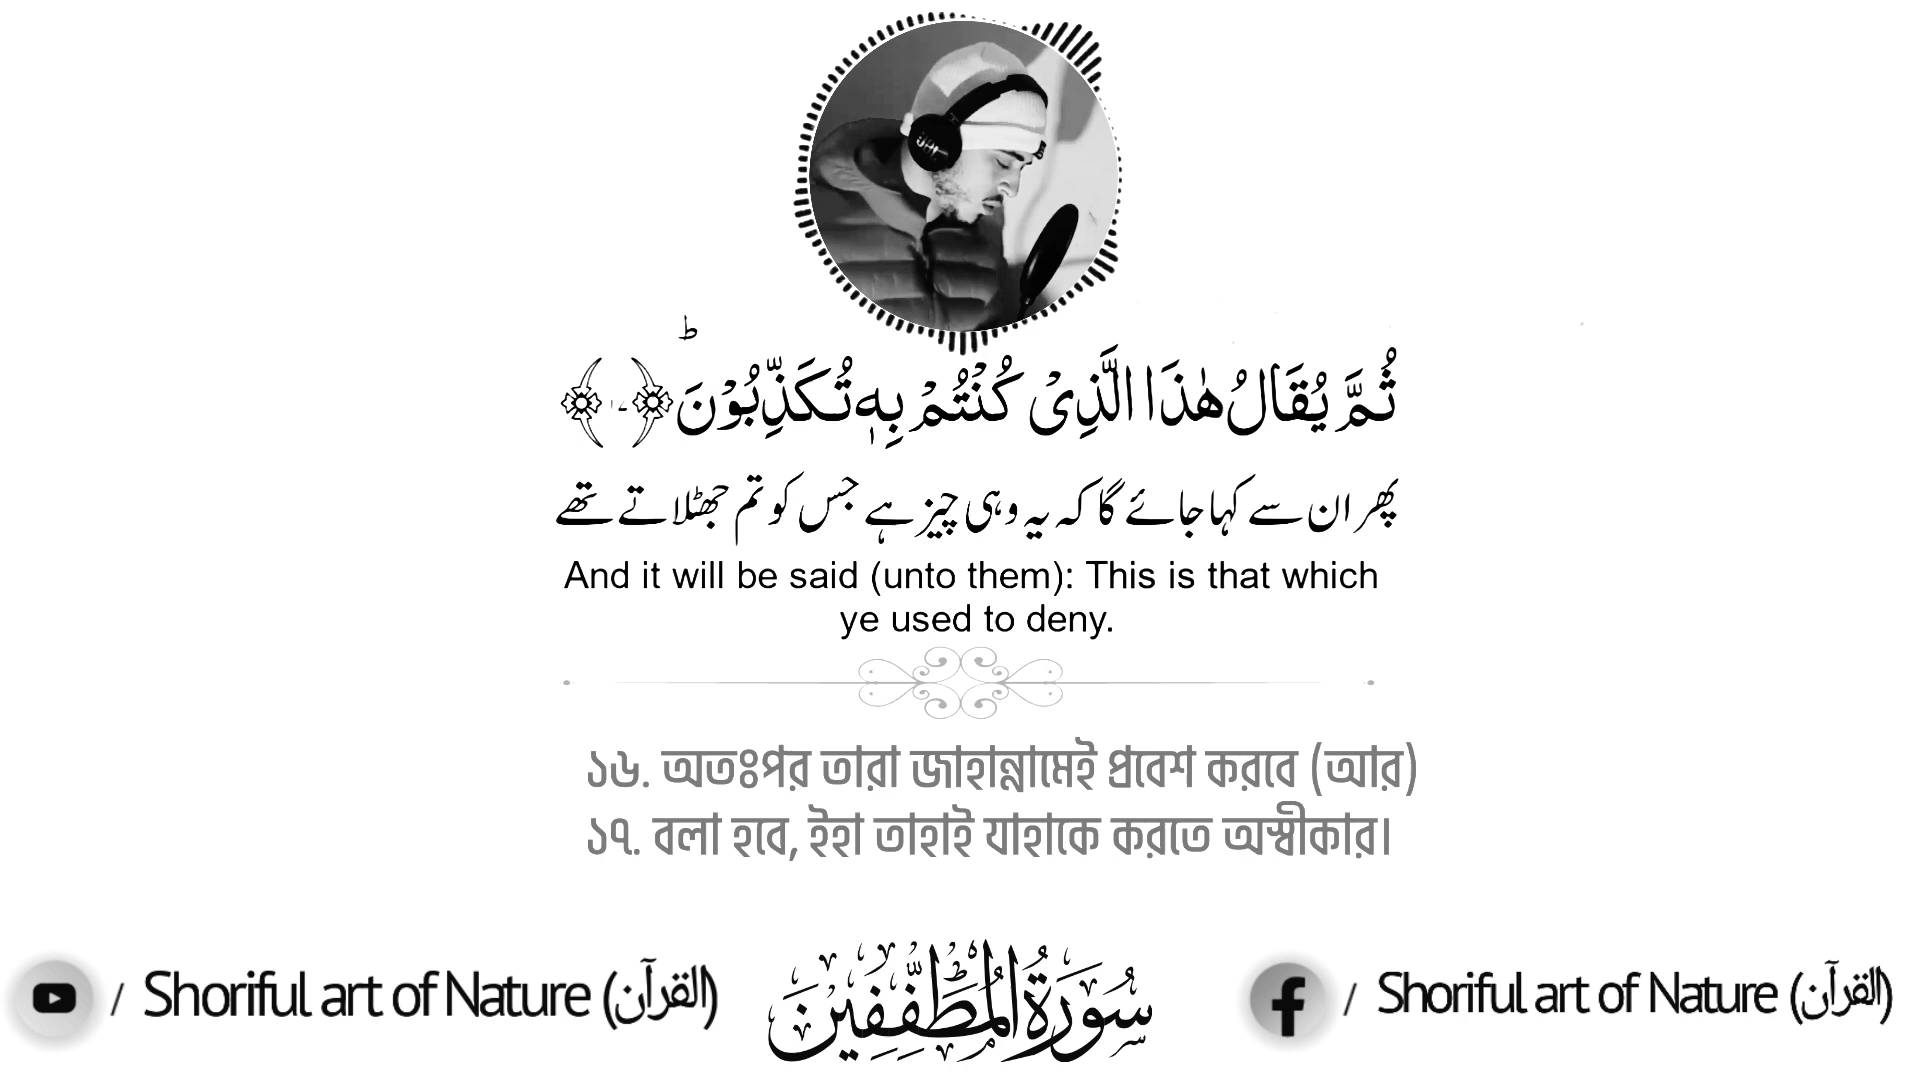 ثُمَّ يُقَالُ هٰذَا الَّذِىْ كُنْتُمْ بِهٖ تُكَذِّبُوْنَ ؕ ﴿۱۷﴾
پھر ان سے کہا جائے گا کہ یہ وہی چیز ہے جس کو تم جھٹلاتے تھے
And it will be said (unto them): This is that which
ye used to deny.
১৬. অতঃপর তারা জাহান্নামেই প্রবেশ করবে (আর)
১৭. বলা হবে, ইহা তাহাই যাহাকে করতে অস্বীকার।
/ Shoriful art of Nature (القرآن)
سُوْرَةُ الْمُطَفِّفِيْنَ
/ Shoriful art of Nature (القرآن)